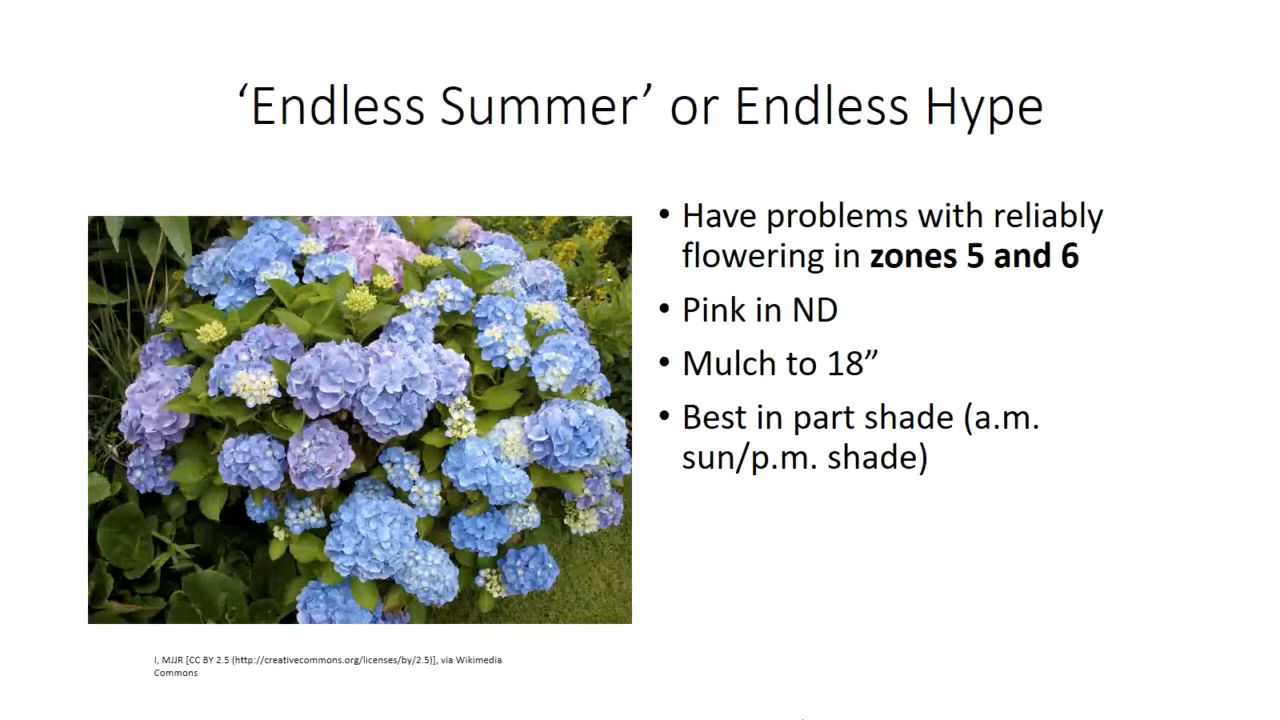 ‘Endless Summer’ or Endless Hype
• Have problems with reliably
flowering in zones 5 and 6
• Pink in ND
• Mulch to 18”
• Best in part shade (a.m.
sun/p.m. shade)
I, MJJR [CC BY 2.5 (http://creativecommons.org/licenses/by/2.5)], via Wikimedia
Commons